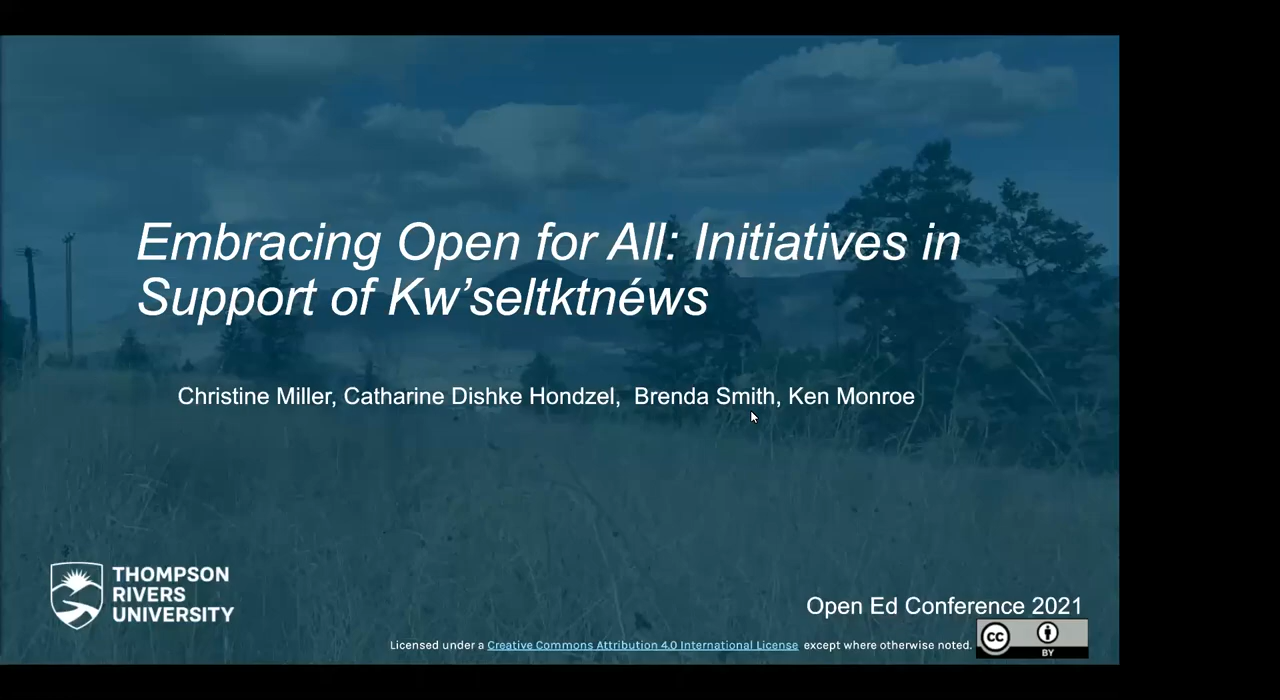 Embracing Open for All: Initiatives in
Support of Kw’seltktnéws
Christine Miller, Catharine Dishke Hondzel,  Brenda Smith, Ken Monroe
THOMPSON
RIVERS
UNIVERSITY
Open Ed Conference 2021
Licensed under a Creative Commons Attribution 4.0 International License except where otherwise noted.
cc
BY